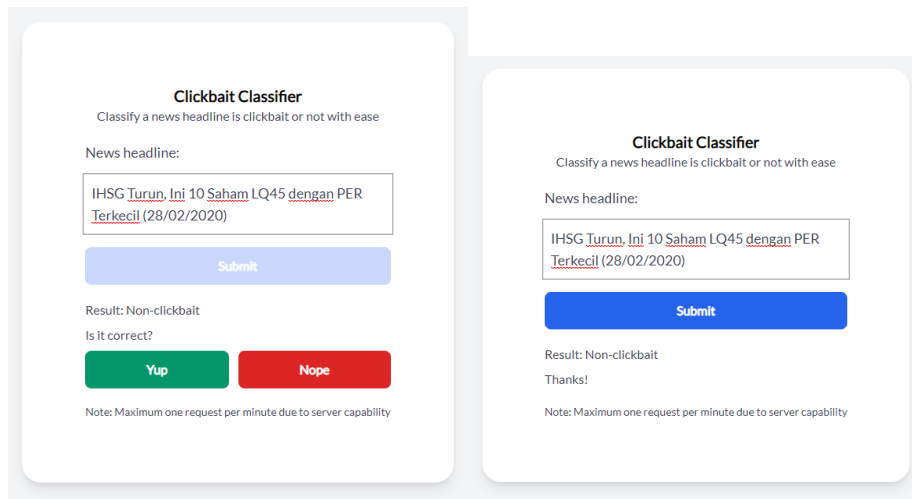 Clickbait Classifier
Classify a news headline is clickbait or not with ease
News headline:
IHSG Turun, Ini 10 Saham LQ45 dengan PER
Terkecil (28/02/2020)
Submit
Result: Non-clickbait
Is it correct?
Yup
Nope
Note: Maximum one request per minute due to server capability
Clickbait Classifier
Classify a news headline is clickbait or not with ease
News headline:
IHSG Turun, Ini 10 Saham LQ45 dengan PER
Terkecil (28/02/2020)
Submit
Result: Non-clickbait
Thanks!
Note: Maximum one request per minute due to server capability